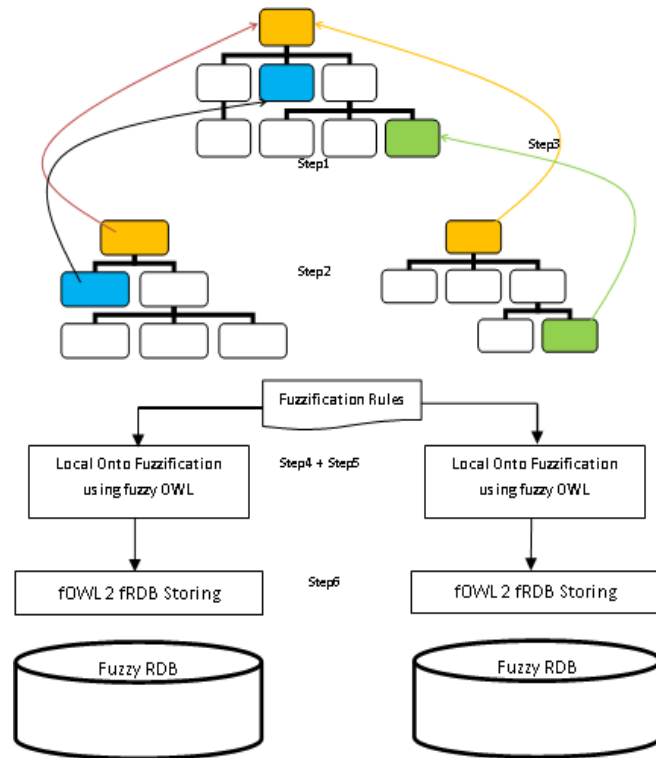 Step1
Step3
Step2
Fuzzification Rules
Local Onto Fuzzification
using fuzzy OWL
Step4 + Step5
Local Onto Fuzzification
using fuzzy OWL
fOWL 2 fRDB Storing
Step6
fOWL 2 fRDB Storing
Fuzzy RDB
Fuzzy RDB